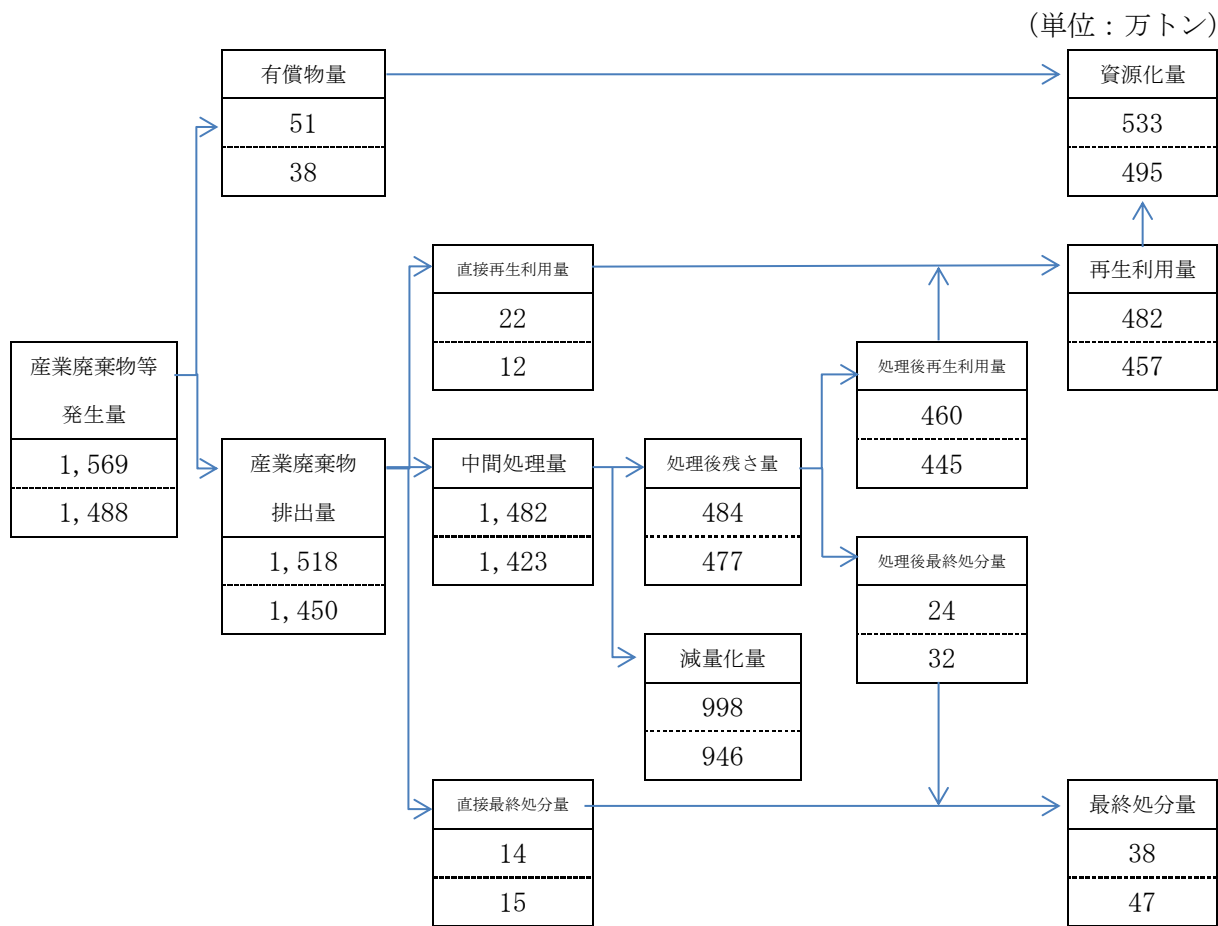 (単位：万トン)
有償物量
51
38
資源化量
533
495
直接再生利用量
22
12
再生利用量
482
457
産業廃棄物等
発生量
1,569
1,488
処理後再生利用量
460
445
産業廃棄物
排出量
1,518
1,450
中間処理量
1,482
1,423
処理後残さ量
484
477
処理後最終処分量
24
32
減量化量
998
946
直接最終処分量
14
15
最終処分量
38
47